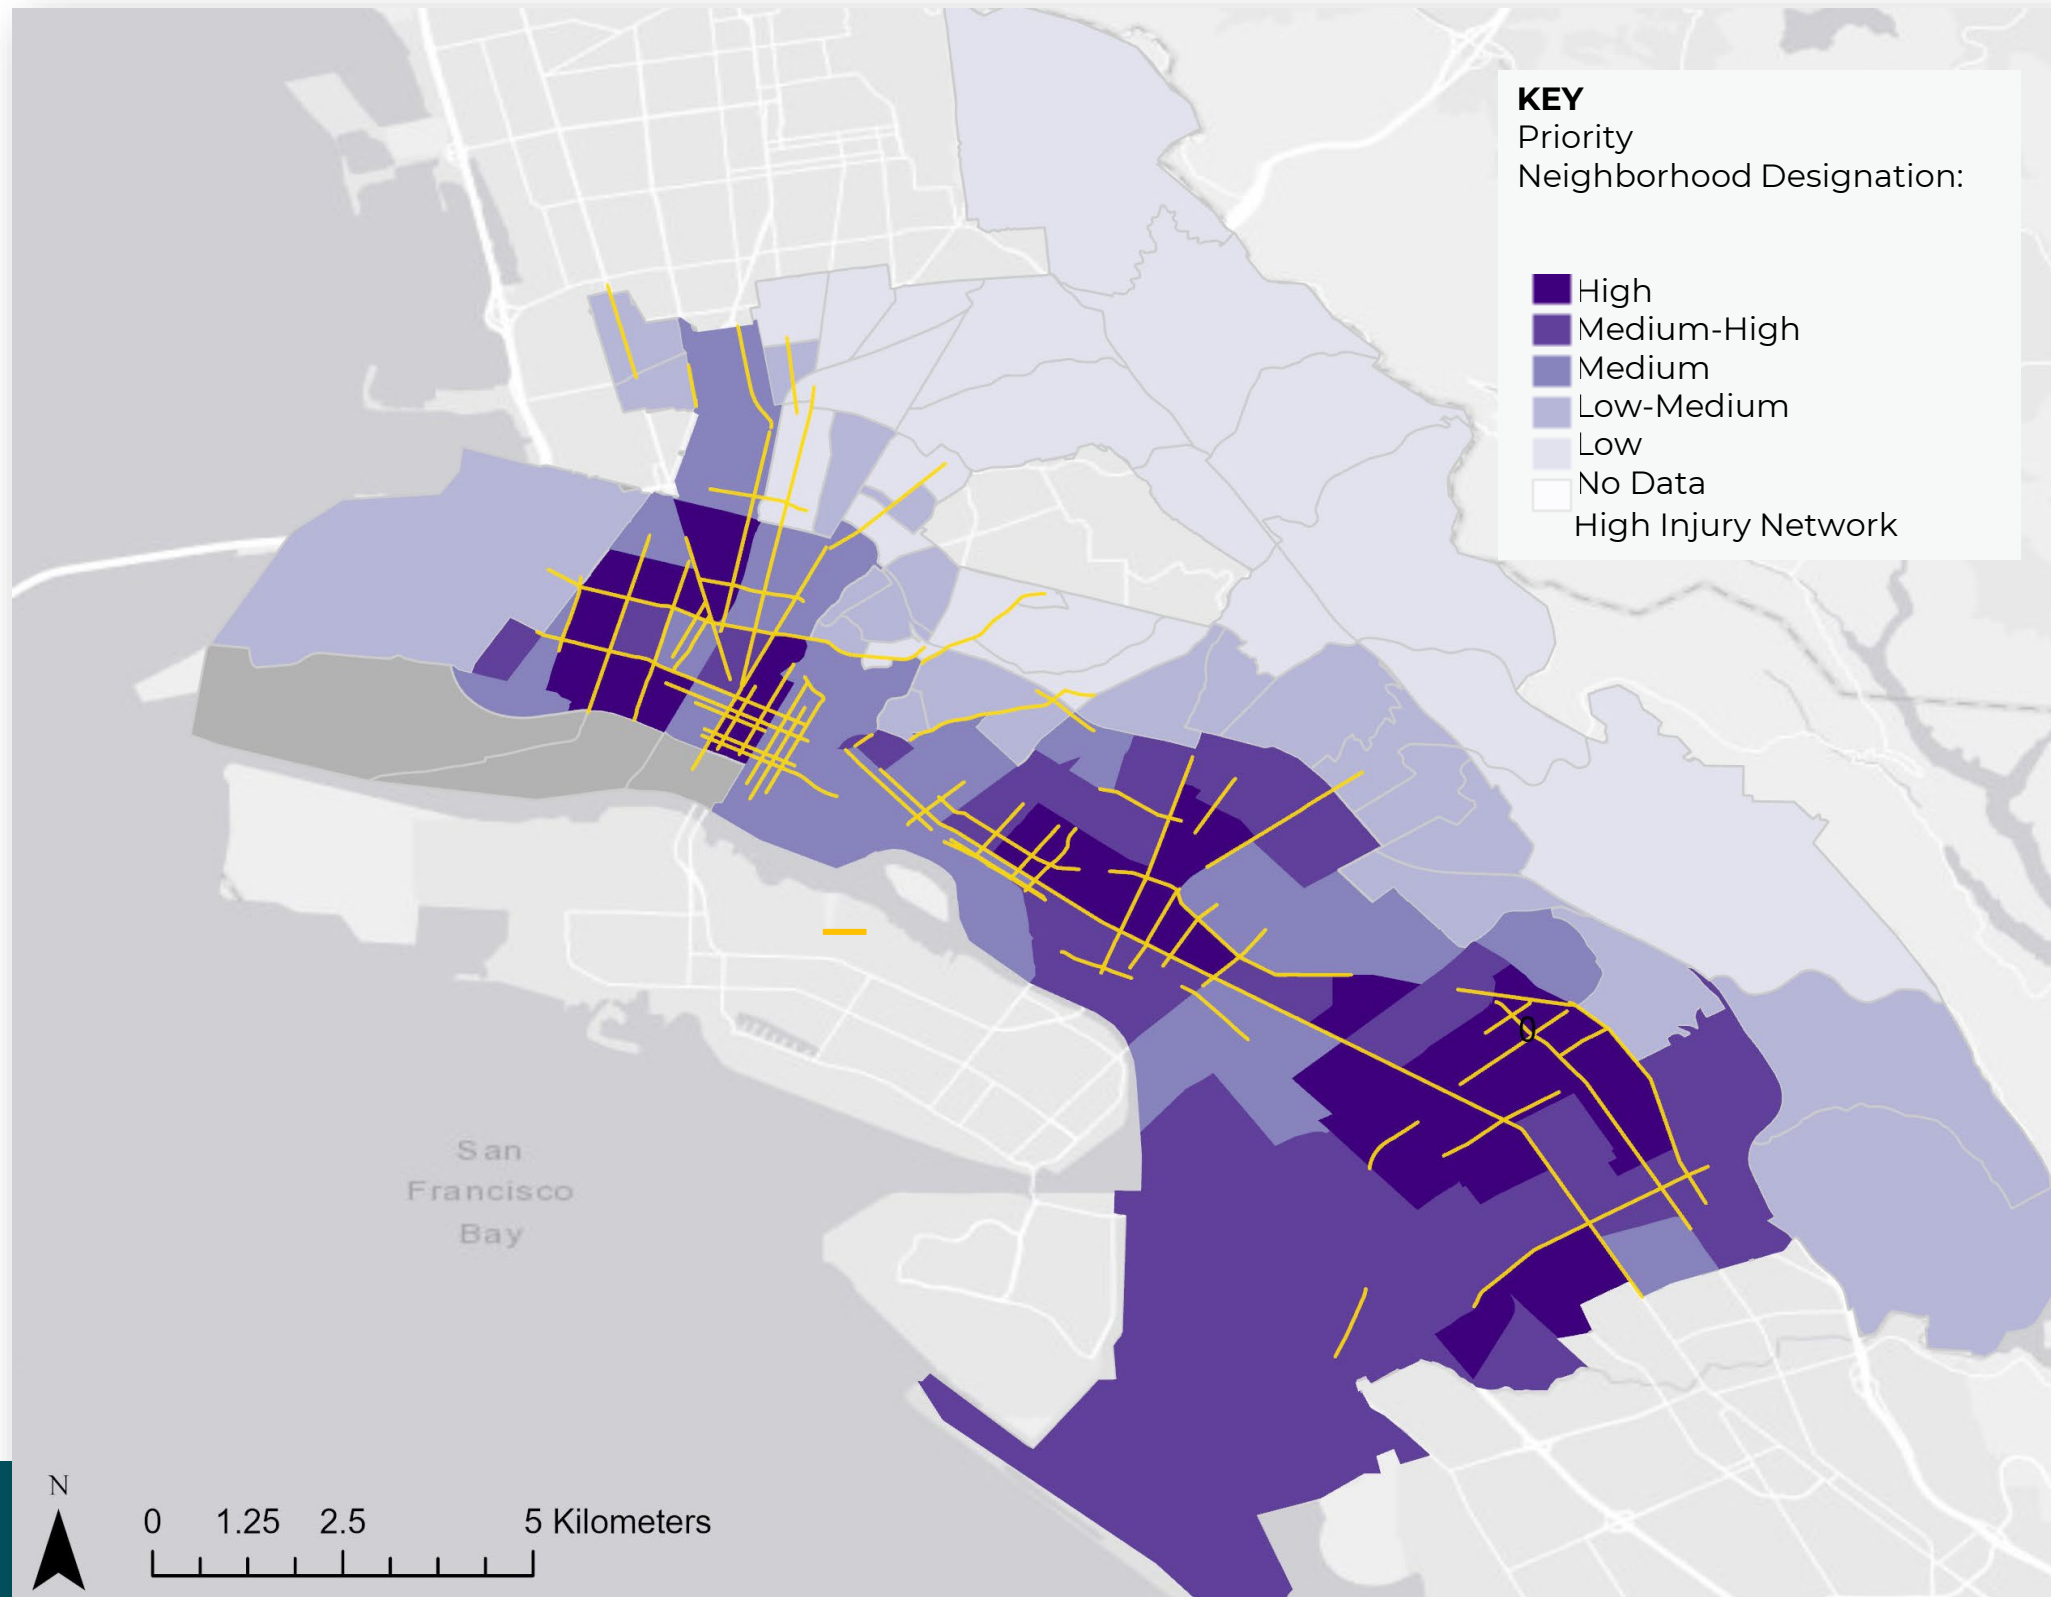 KEY
Priority
Neighborhood Designation:
High
Medium-High
Medium
Low-Medium
Low
No Data
High Injury Network
0
San
Francisco
Bay
N
0 1.25 2.5 5 Kilometers